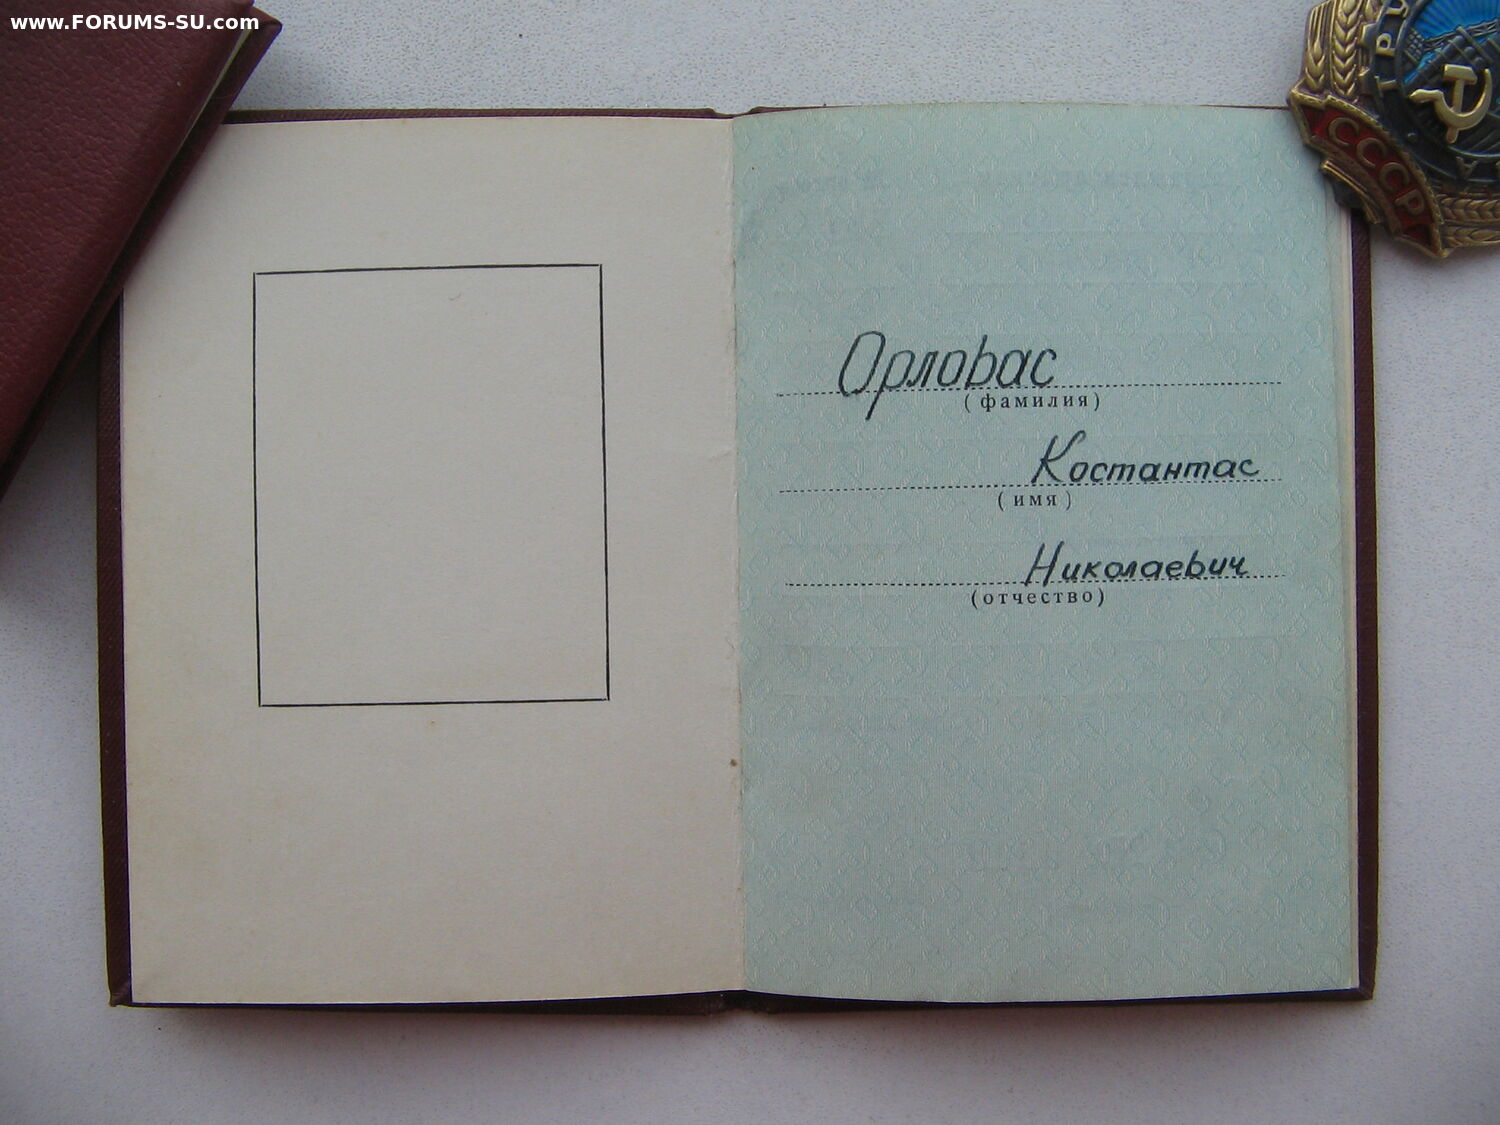 www.FORUMS-SU.com
СССР
Орловас
(фамилия)
Костантас
(имя)
Николаевич
(отчество)